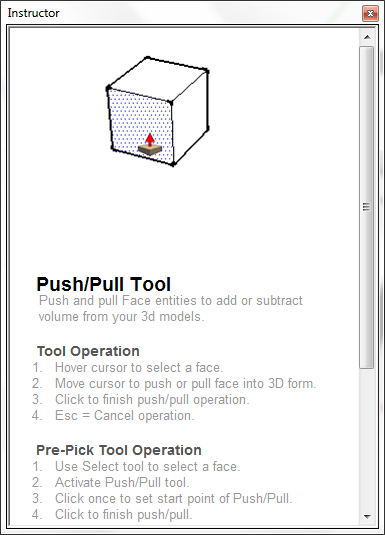 Instructor
Push/Pull Tool
Push and pull Face entities to add or subtract
volume from your 3d models.
Tool Operation
1. Hover cursor to select a face.
2. Move cursor to push or pull face into 3D form.
3. Click to finish push/pull operation.
4. Esc = Cancel operation.
Pre-Pick Tool Operation
1. Use Select tool to select a face.
2. Activate Push/Pull tool.
3. Click once to set start point of Push/Pull.
4. Click to finish push/pull.